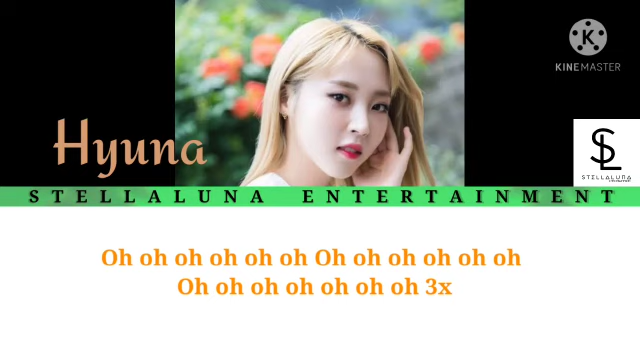 KINEMASTER
Hyuna
SL
STELLALUNA
STELLALUNA ENTERTAINMENT
Oh oh oh oh oh oh Oh oh oh oh oh oh
Oh oh oh oh oh oh oh 3x